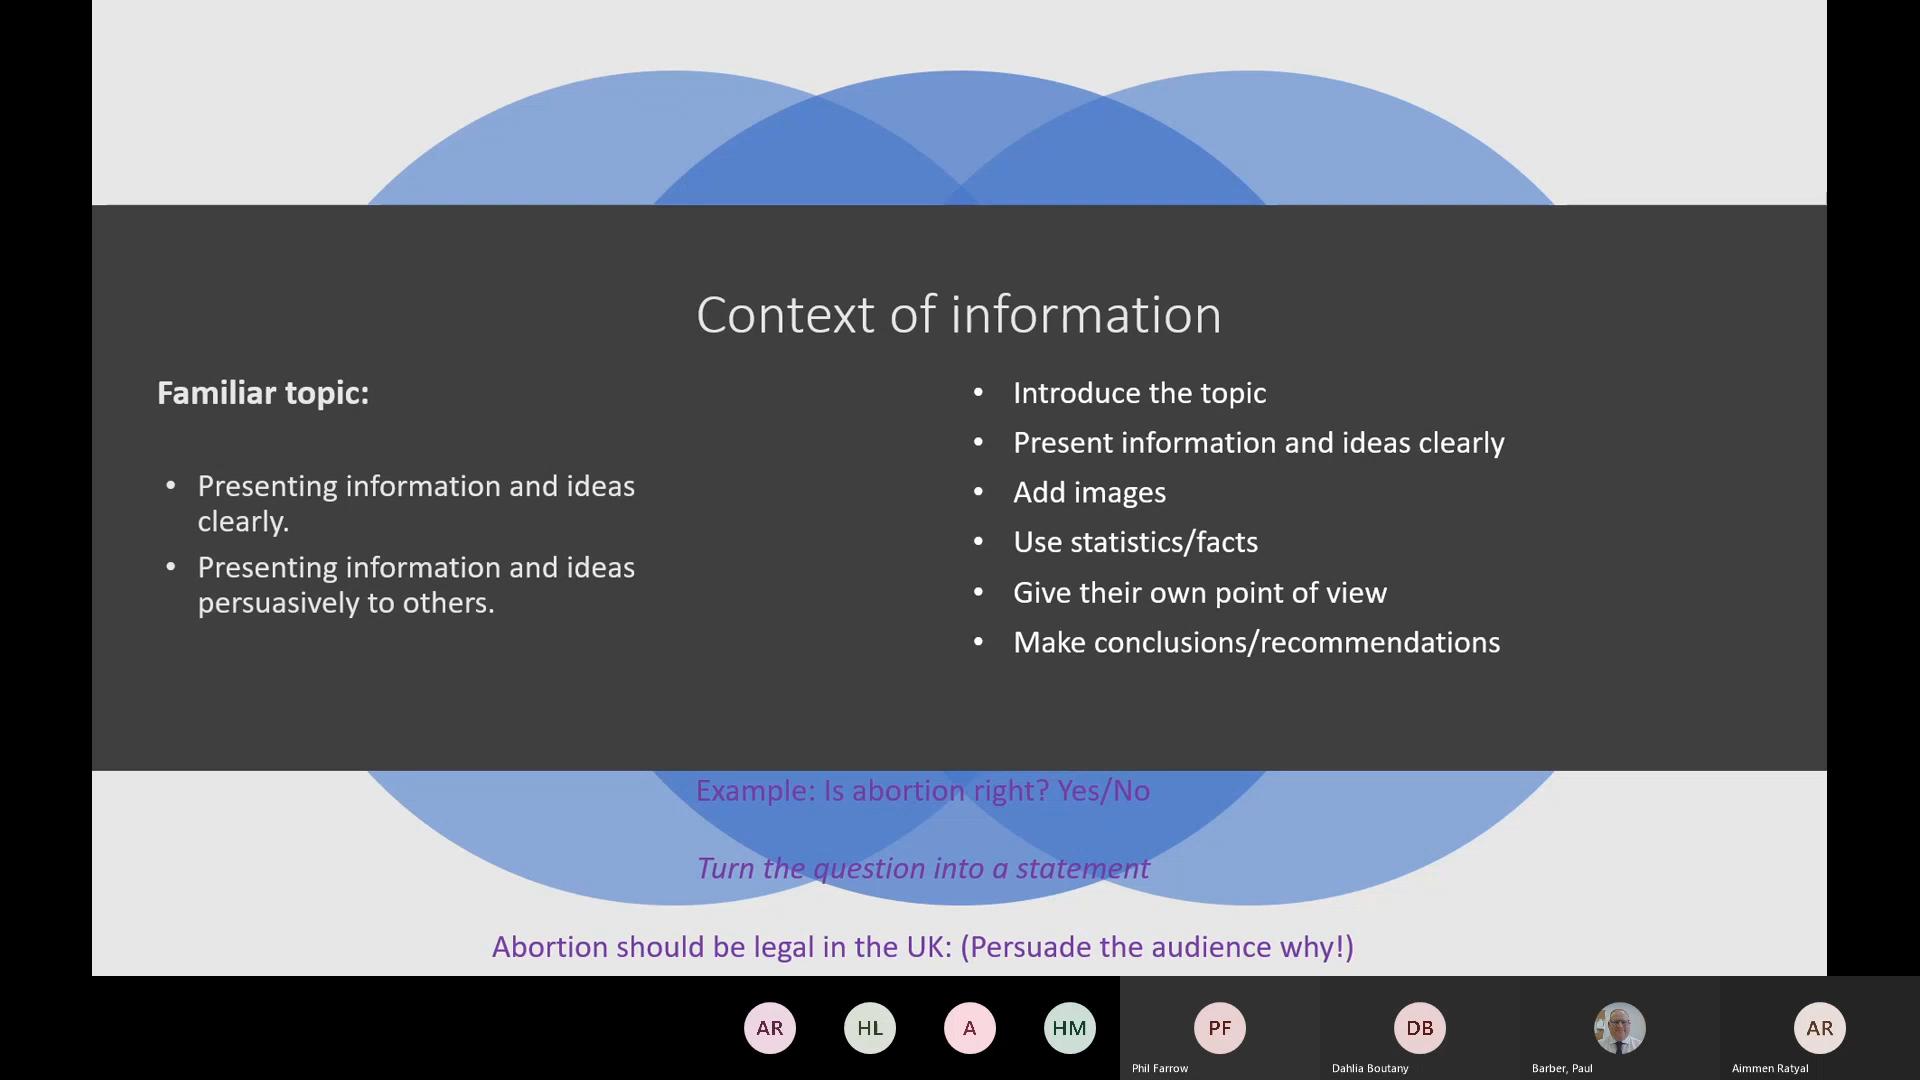 Context of information
Familiar topic:
• Presenting information and ideas
clearly.
• Presenting information and ideas
persuasively to others.
• Introduce the topic
• Present information and ideas clearly
• Add images
• Use statistics/facts
• Give their own point of view
• Make conclusions/recommendations
Example: Is abortion right? Yes/No
Turn the question into a statement
Abortion should be legal in the UK: (Persuade the audience why!)
AR
HL
A
HM
PF
DB
AR
Phil Farrow
Dahlia Boutany
Barber, Paul
Aimmen Ratyal